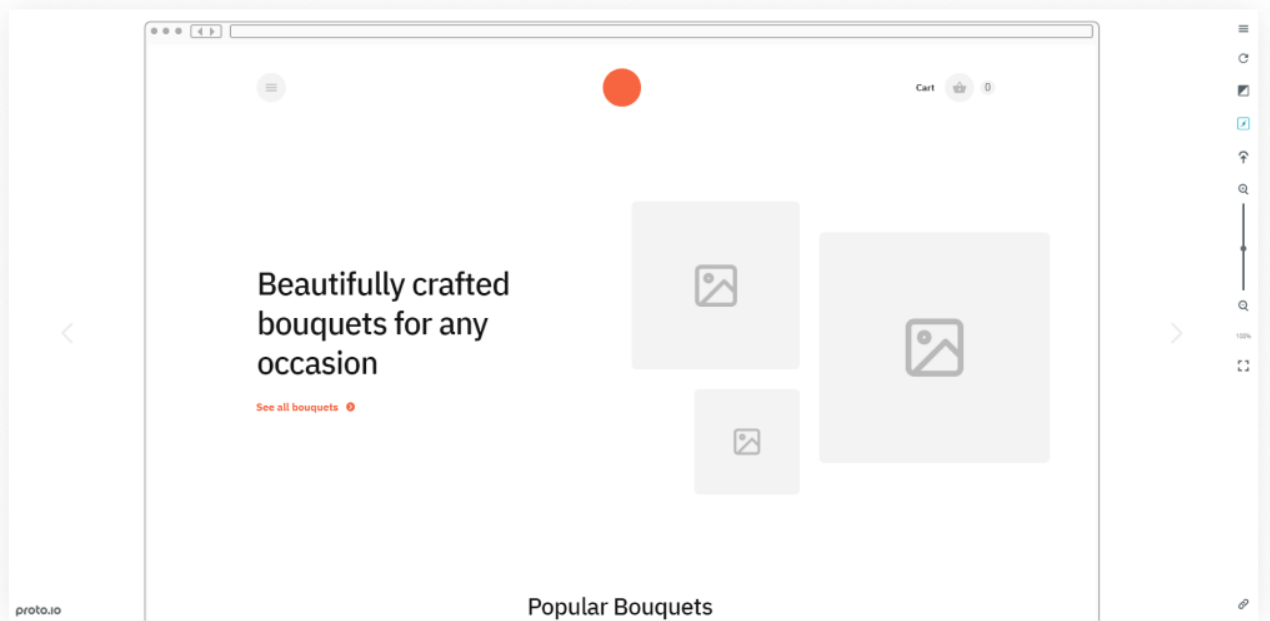 Cart 0
Beautifully crafted
bouquets for any
occasion
See all bouquets
100%
Popular Bouquets
proto.io